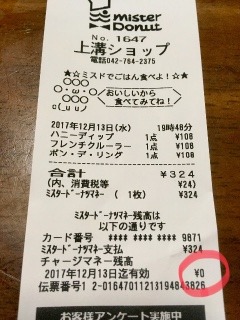 mister Donut
No. 1647
上溝ショップ
電話042-764-2375
★☆ミスドでごはん食べよ!☆★
おいしいから
食べてみてね!
2017年12月13日(水) 19時48分
ハニーディップ 1点 ¥108
フレンチクルーラー 1点 ¥108
ポン・デ・リング 1点 ¥108
合計 ¥324
(内、消費税等 ¥24)
ミスタードーナツマネー ( 1枚) ¥324
ミスタードーナツマネー残高は
以下の通りです
カード番号 **** **** **** 9871
ミスタードーナツマネー支払 ¥324
チャージマネー残高
2017年12月13日迄有効 ¥0
伝票番号1 2-01647011213194843826
お客様アンケート実施中